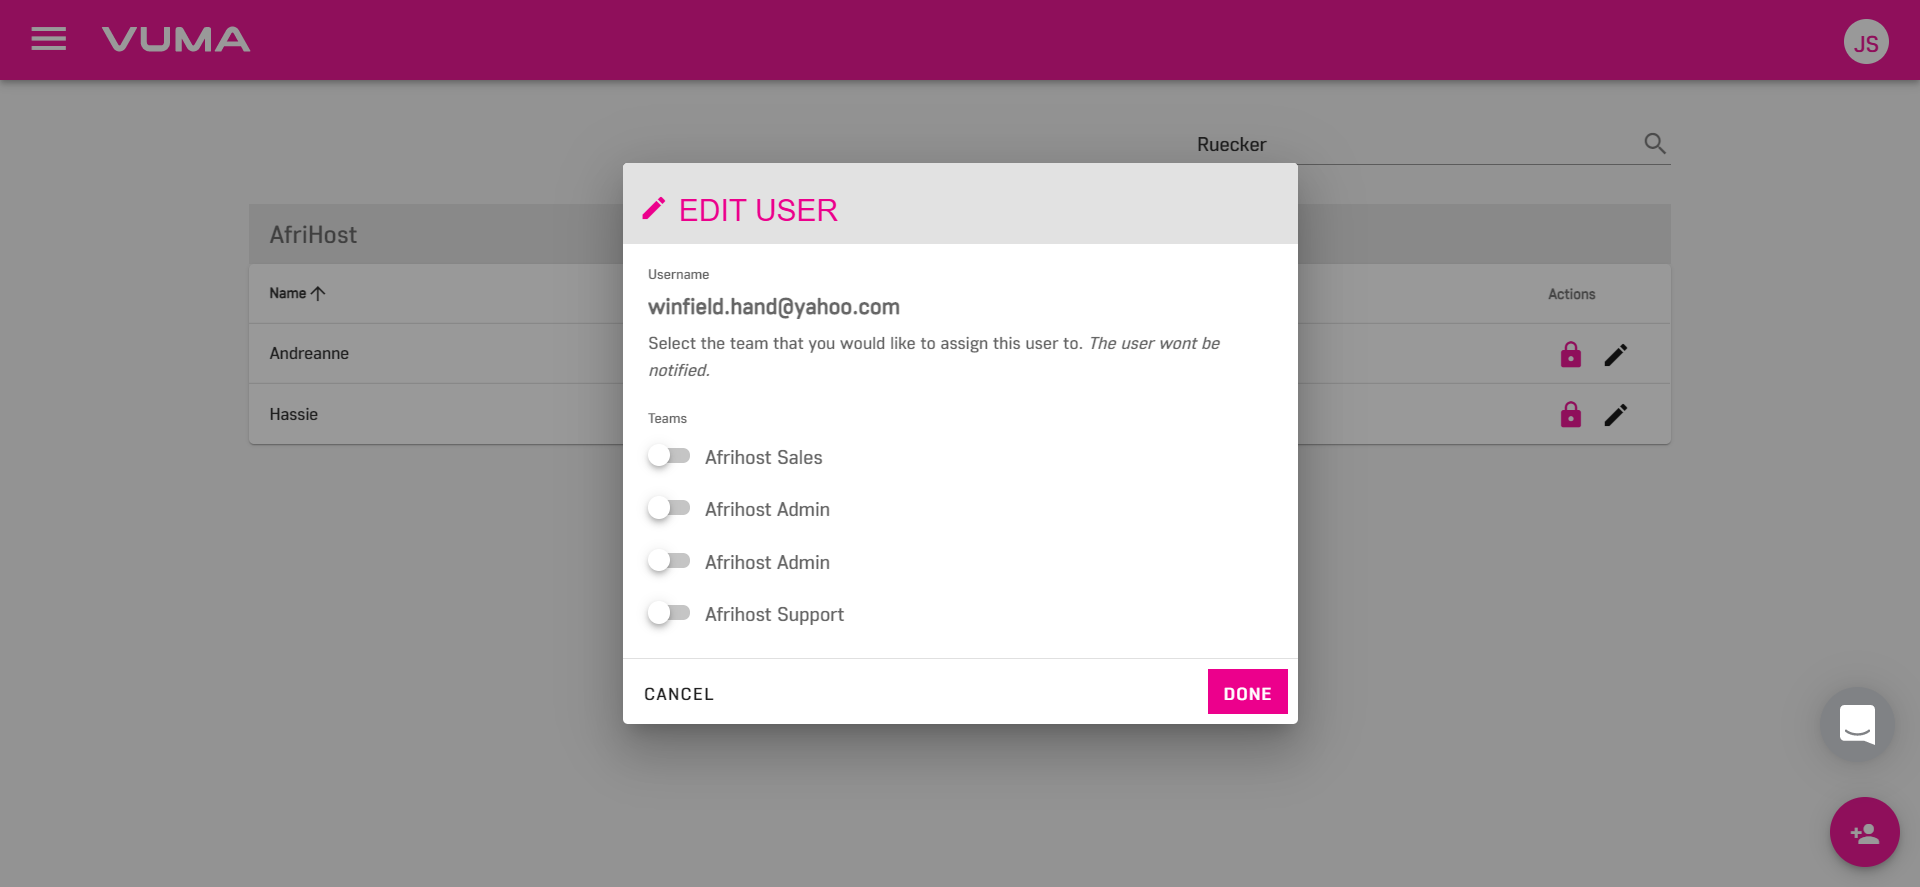 VUMA
JS
Ruecker
EDIT USER
AfriHost
Username
Name
winfield.hand@yahoo.com
Actions
Select the team that you would like to assign this user to. The user wont be
notified.
Andreanne
Teams
Hassie
Afrihost Sales
Afrihost Admin
Afrihost Admin
Afrihost Support
CANCEL
DONE